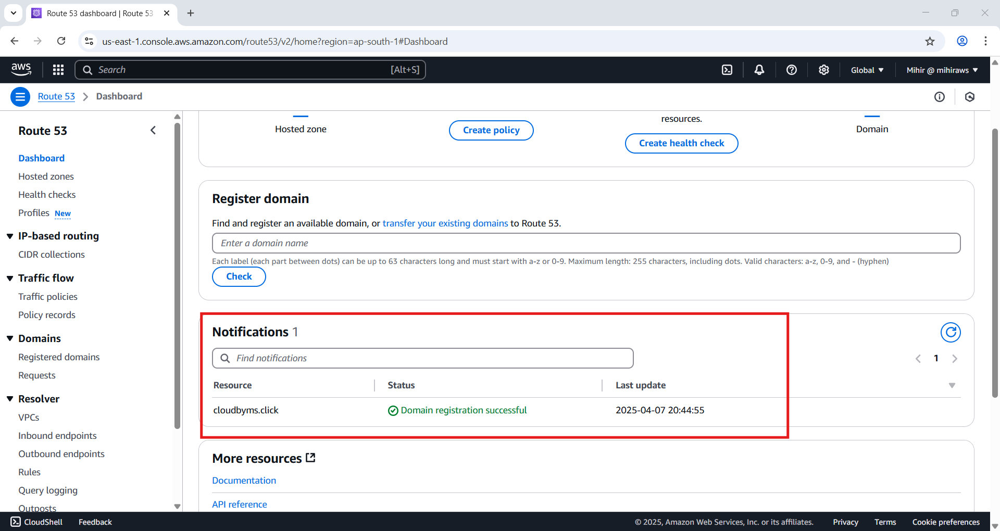 Route 53 dashboard | Route 53
us-east-1.console.aws.amazon.com/route53/v2/home?region=ap-south-1#Dashboard
aws
Search
[Alt+S]
Global
Mihir @ mihiraws
Route 53
Dashboard
Route 53
Dashboard
Hosted zones
Health checks
Profiles New
IP-based routing
CIDR collections
Traffic flow
Traffic policies
Policy records
Domains
Registered domains
Requests
Resolver
VPCs
Inbound endpoints
Outbound endpoints
Rules
Query logging
Outposts
Hosted zone
Create policy
resources.
Create health check
Domain
Register domain
Find and register an available domain, or transfer your existing domains to Route 53.
Enter a domain name
Each label (each part between dots) can be up to 63 characters long and must start with a-z or 0-9. Maximum length: 255 characters, including dots. Valid characters: a-z, 0-9, and - (hyphen)
Check
Notifications 1
Find notifications
1
Resource Status Last update
cloudbyms.click Domain registration successful 2025-04-07 20:44:55
More resources
Documentation
API reference
CloudShell Feedback © 2025, Amazon Web Services, Inc. or its affiliates. Privacy Terms Cookie preferences